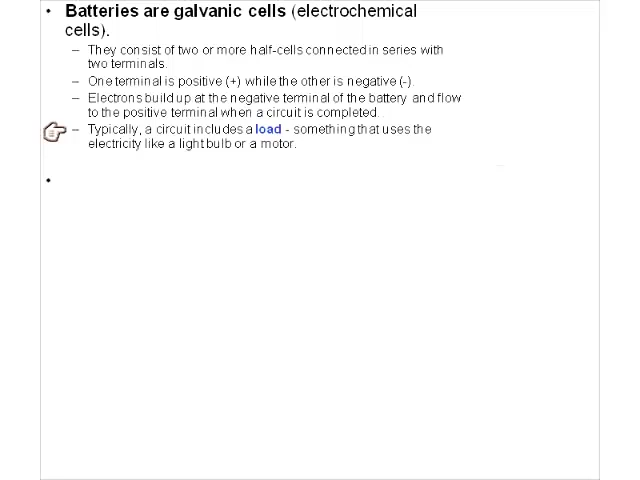 • Batteries are galvanic cells (electrochemical
cells).
– They consist of two or more half-cells connected in series with
two terminals.
– One terminal is positive (+) while the other is negative (-).
– Electrons build up at the negative terminal of the battery and flow
to the positive terminal when a circuit is completed.
– Typically, a circuit includes a load - something that uses the
electricity like a light bulb or a motor.
•